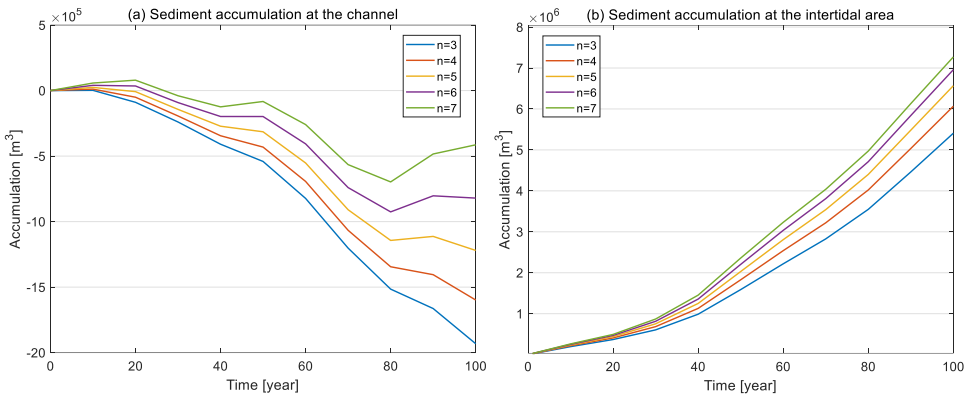 (a) Sediment accumulation at the channel
×10⁵
5
0
-5
-10
-15
-20
0
20
40
60
80
100
Accumulation [m³]
Time [year]
n=3
n=4
n=5
n=6
n=7
(b) Sediment accumulation at the intertidal area
×10⁶
8
7
6
5
4
3
2
1
0
20
40
60
80
100
Accumulation [m³]
Time [year]
n=3
n=4
n=5
n=6
n=7